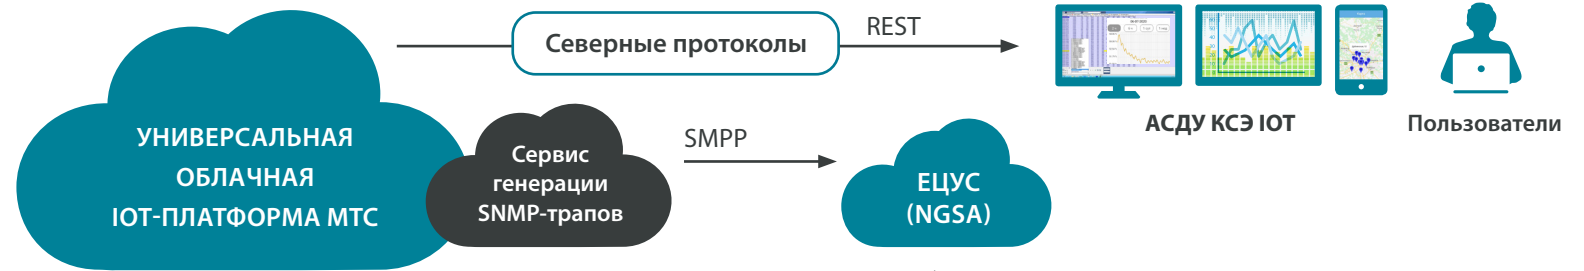 УНИВЕРСАЛЬНАЯ
ОБЛАЧНАЯ
IOT-ПЛАТФОРМА МТС
Северные протоколы
REST
Сервис
генерации
SNMP-трапов
SMPP
ЕЦУС
(NGSA)
АСДУ КСЭ IOT
Пользователи